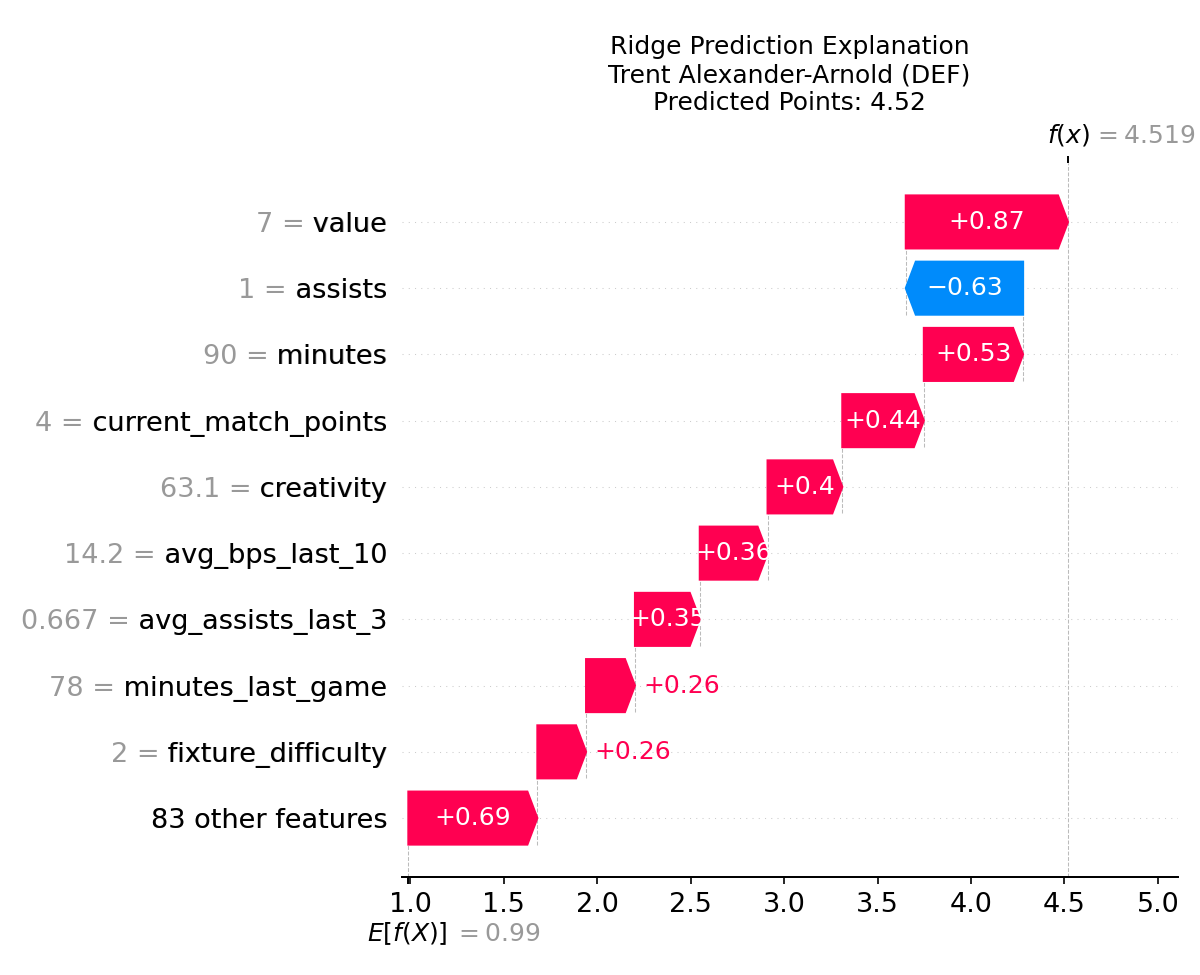 Ridge Prediction Explanation
Trent Alexander-Arnold (DEF)
Predicted Points: 4.52
f(x) = 4.519
7 = value
+0.87
1 = assists
−0.63
90 = minutes
+0.53
4 = current_match_points
+0.44
63.1 = creativity
+0.4
14.2 = avg_bps_last_10
+0.36
0.667 = avg_assists_last_3
+0.35
78 = minutes_last_game
+0.26
2 = fixture_difficulty
+0.26
83 other features
+0.69
1.0 1.5 2.0 2.5 3.0 3.5 4.0 4.5 5.0
E[f(X)] = 0.99